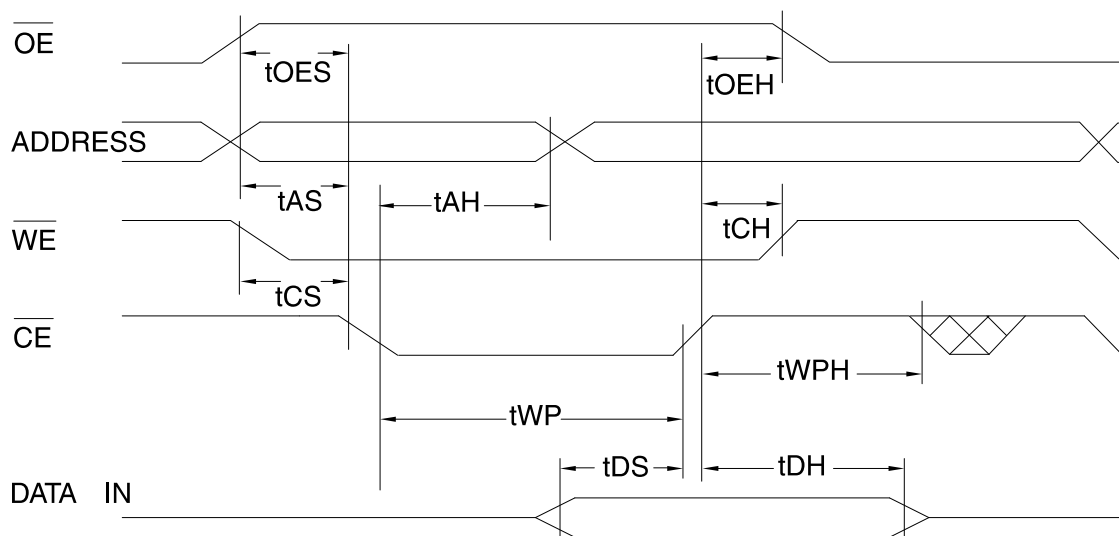 OE
tOES
tOEH
ADDRESS
tAS
tAH
tCH
WE
tCS
CE
tWPH
tWP
tDS
tDH
DATA IN